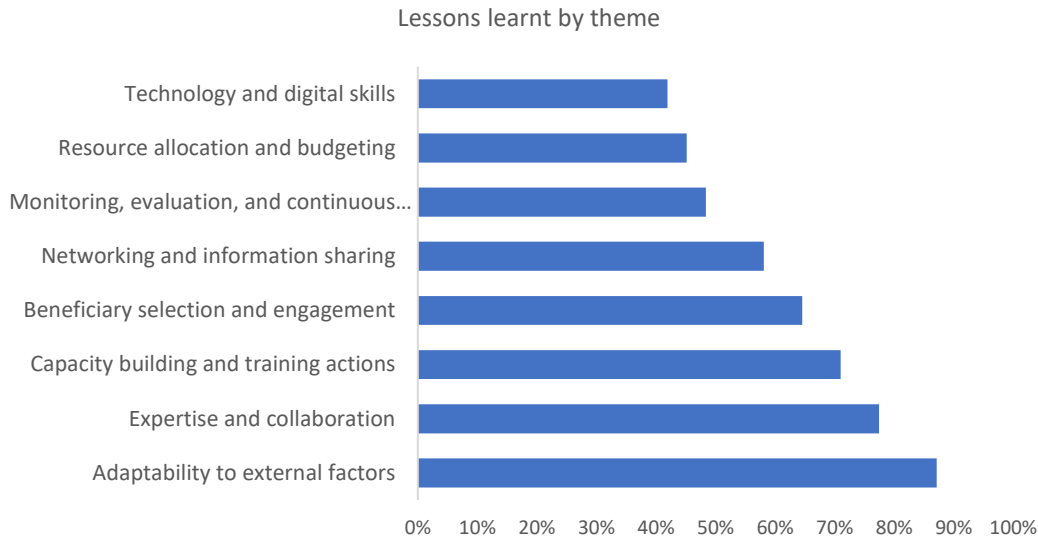 Lessons learnt by theme
Technology and digital skills
Resource allocation and budgeting
Monitoring, evaluation, and continuous…
Networking and information sharing
Beneficiary selection and engagement
Capacity building and training actions
Expertise and collaboration
Adaptability to external factors
0% 10% 20% 30% 40% 50% 60% 70% 80% 90% 100%